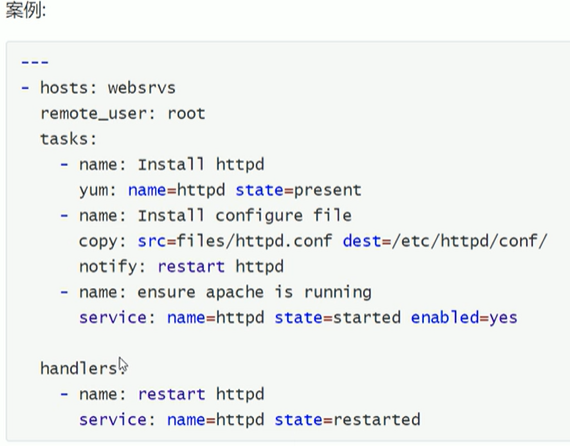 案例:
---
- hosts: websrvs
  remote_user: root
  tasks:
    - name: Install httpd
      yum: name=httpd state=present
    - name: Install configure file
      copy: src=files/httpd.conf dest=/etc/httpd/conf/
      notify: restart httpd
    - name: ensure apache is running
      service: name=httpd state=started enabled=yes

  handlers:
    - name: restart httpd
      service: name=httpd state=restarted